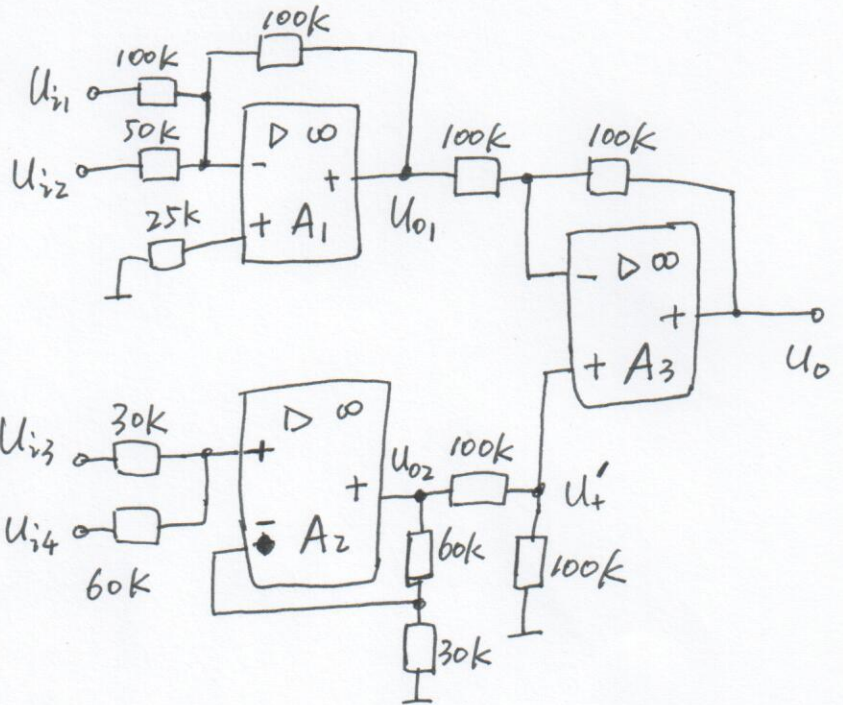 100k
100k
Ui1
50k
Ui2
▷ ∞
-
+
25k
+ A1
Uo1
100k
100k
- ▷ ∞
+
+ A3
Uo
30k
Ui3
+ ▷ ∞
+
Uo2
100k
U+'
Ui4
60k
- A2
60k
100k
30k